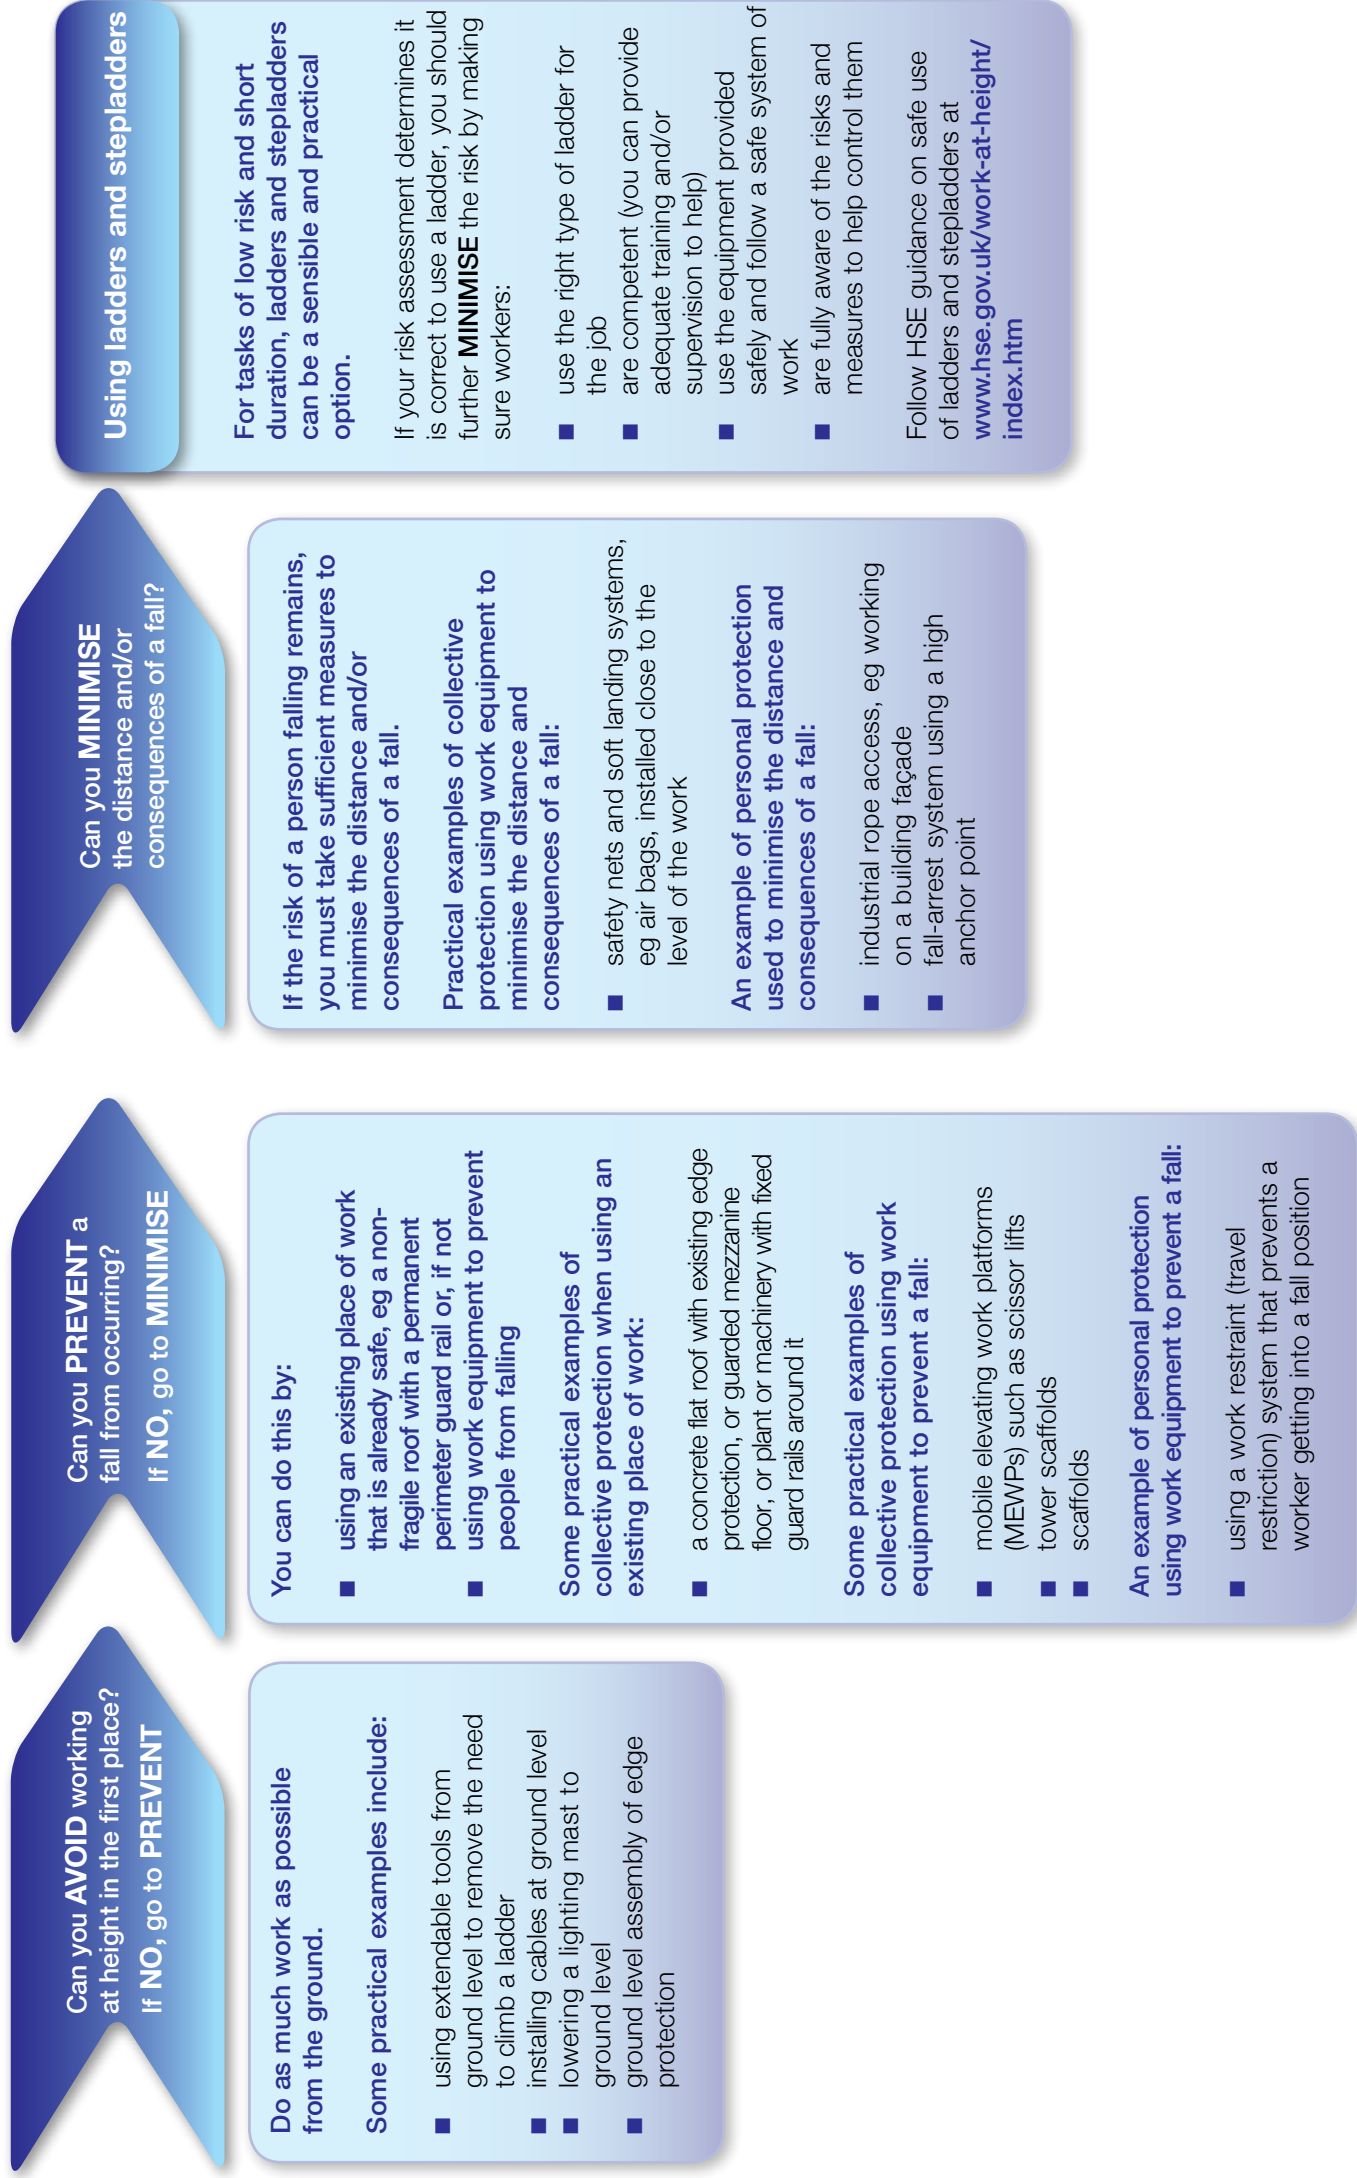 Can you AVOID working
at height in the first place?
If NO, go to PREVENT
Do as much work as possible
from the ground.
Some practical examples include:
■ using extendable tools from
ground level to remove the need
to climb a ladder
■ installing cables at ground level
■ lowering a lighting mast to
ground level
■ ground level assembly of edge
protection
Can you PREVENT a
fall from occurring?
If NO, go to MINIMISE
You can do this by:
■ using an existing place of work
that is already safe, eg a non-
fragile roof with a permanent
perimeter guard rail or, if not
■ using work equipment to prevent
people from falling
Some practical examples of
collective protection when using an
existing place of work:
■ a concrete flat roof with existing edge
protection, or guarded mezzanine
floor, or plant or machinery with fixed
guard rails around it
Some practical examples of
collective protection using work
equipment to prevent a fall:
■ mobile elevating work platforms
(MEWPs) such as scissor lifts
■ tower scaffolds
■ scaffolds
An example of personal protection
using work equipment to prevent a fall:
■ using a work restraint (travel
restriction) system that prevents a
worker getting into a fall position
Can you MINIMISE
the distance and/or
consequences of a fall?
If the risk of a person falling remains,
you must take sufficient measures to
minimise the distance and/or
consequences of a fall.
Practical examples of collective
protection using work equipment to
minimise the distance and
consequences of a fall:
■ safety nets and soft landing systems,
eg air bags, installed close to the
level of the work
An example of personal protection
used to minimise the distance and
consequences of a fall:
■ industrial rope access, eg working
on a building façade
■ fall-arrest system using a high
anchor point
Using ladders and stepladders
For tasks of low risk and short
duration, ladders and stepladders
can be a sensible and practical
option.
If your risk assessment determines it
is correct to use a ladder, you should
further MINIMISE the risk by making
sure workers:
■ use the right type of ladder for
the job
■ are competent (you can provide
adequate training and/or
supervision to help)
■ use the equipment provided
safely and follow a safe system of
work
■ are fully aware of the risks and
measures to help control them
Follow HSE guidance on safe use
of ladders and stepladders at
www.hse.gov.uk/work-at-height/
index.htm